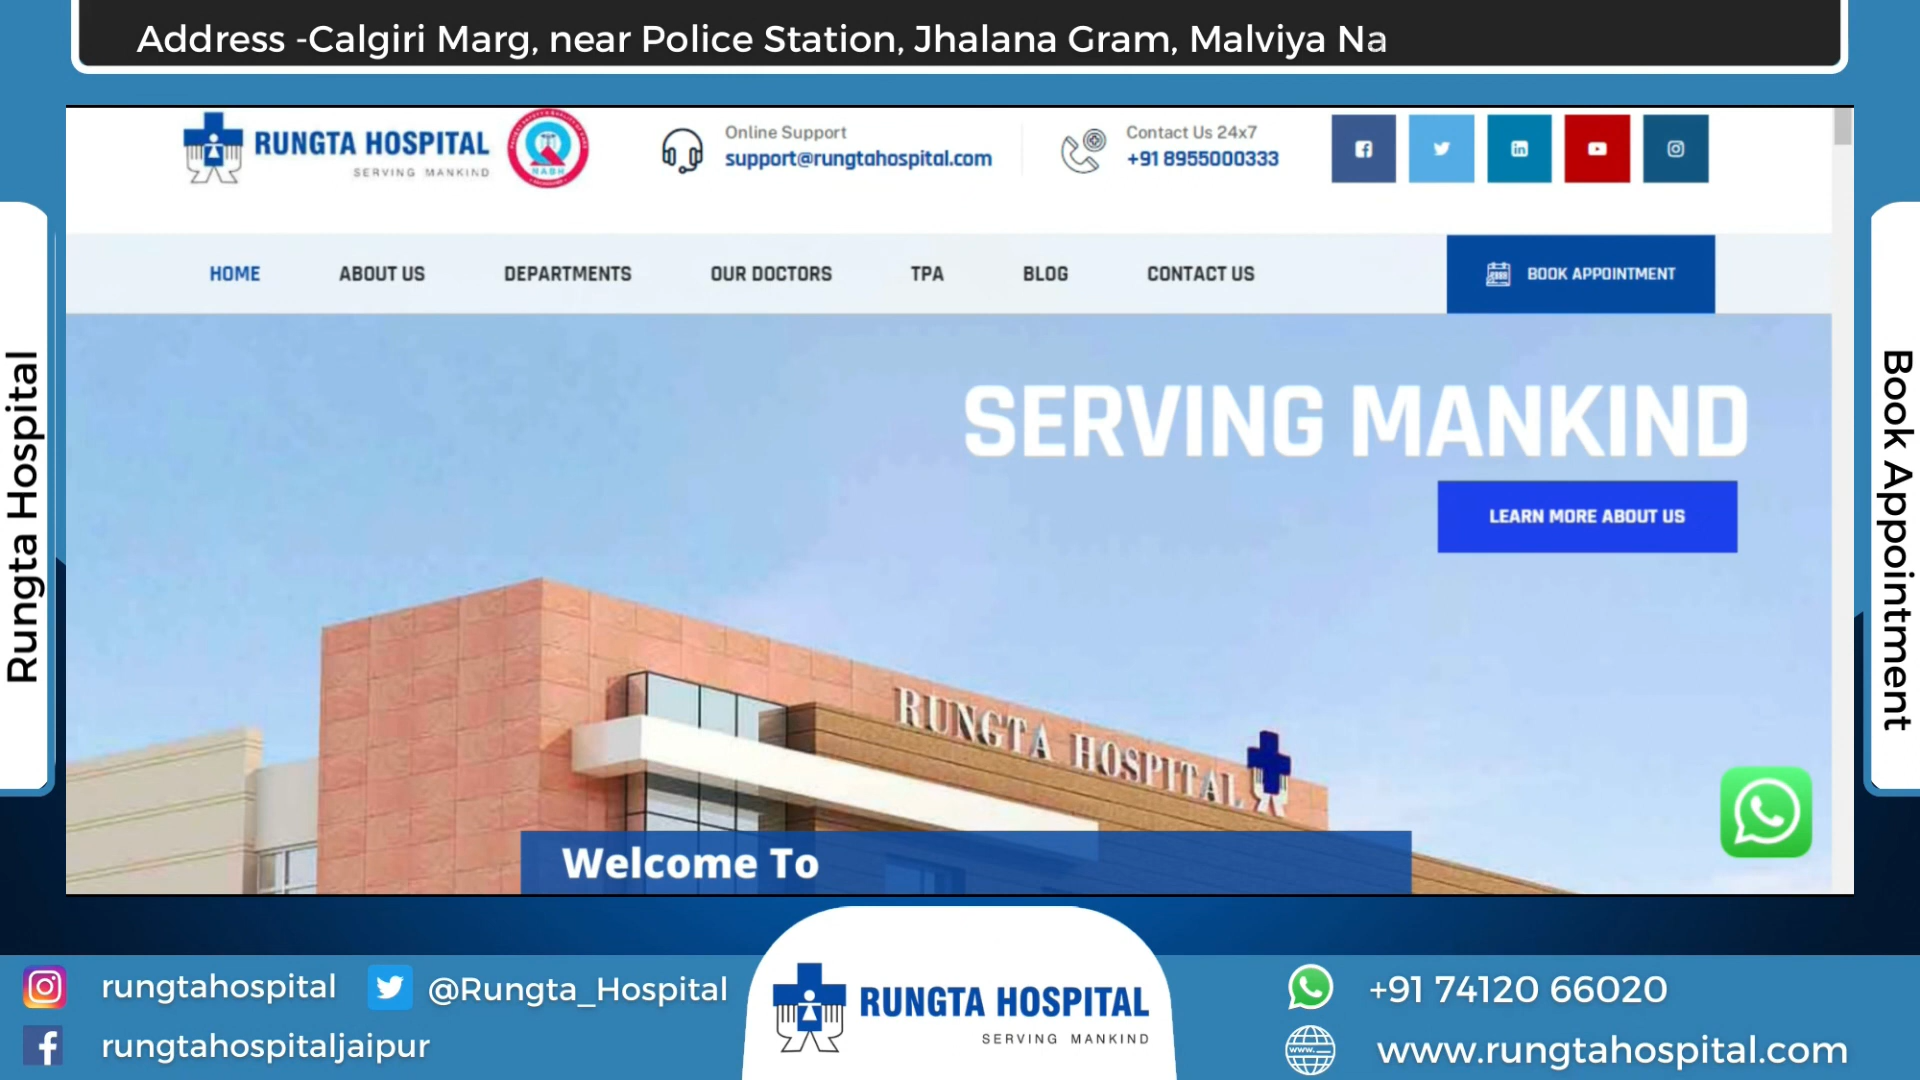 Address -Calgiri Marg, near Police Station, Jhalana Gram, Malviya Na
RUNGTA HOSPITAL
SERVING MANKIND
NABH
Online Support
support@rungtahospital.com
Contact Us 24x7
+91 8955000333
HOME ABOUT US DEPARTMENTS OUR DOCTORS TPA BLOG CONTACT US
BOOK APPOINTMENT
SERVING MANKIND
LEARN MORE ABOUT US
RUNGTA HOSPITAL
Welcome To
Rungta Hospital
Book Appointment
rungtahospital
@Rungta_Hospital
rungtahospitaljaipur
RUNGTA HOSPITAL
SERVING MANKIND
+91 74120 66020
www.rungtahospital.com